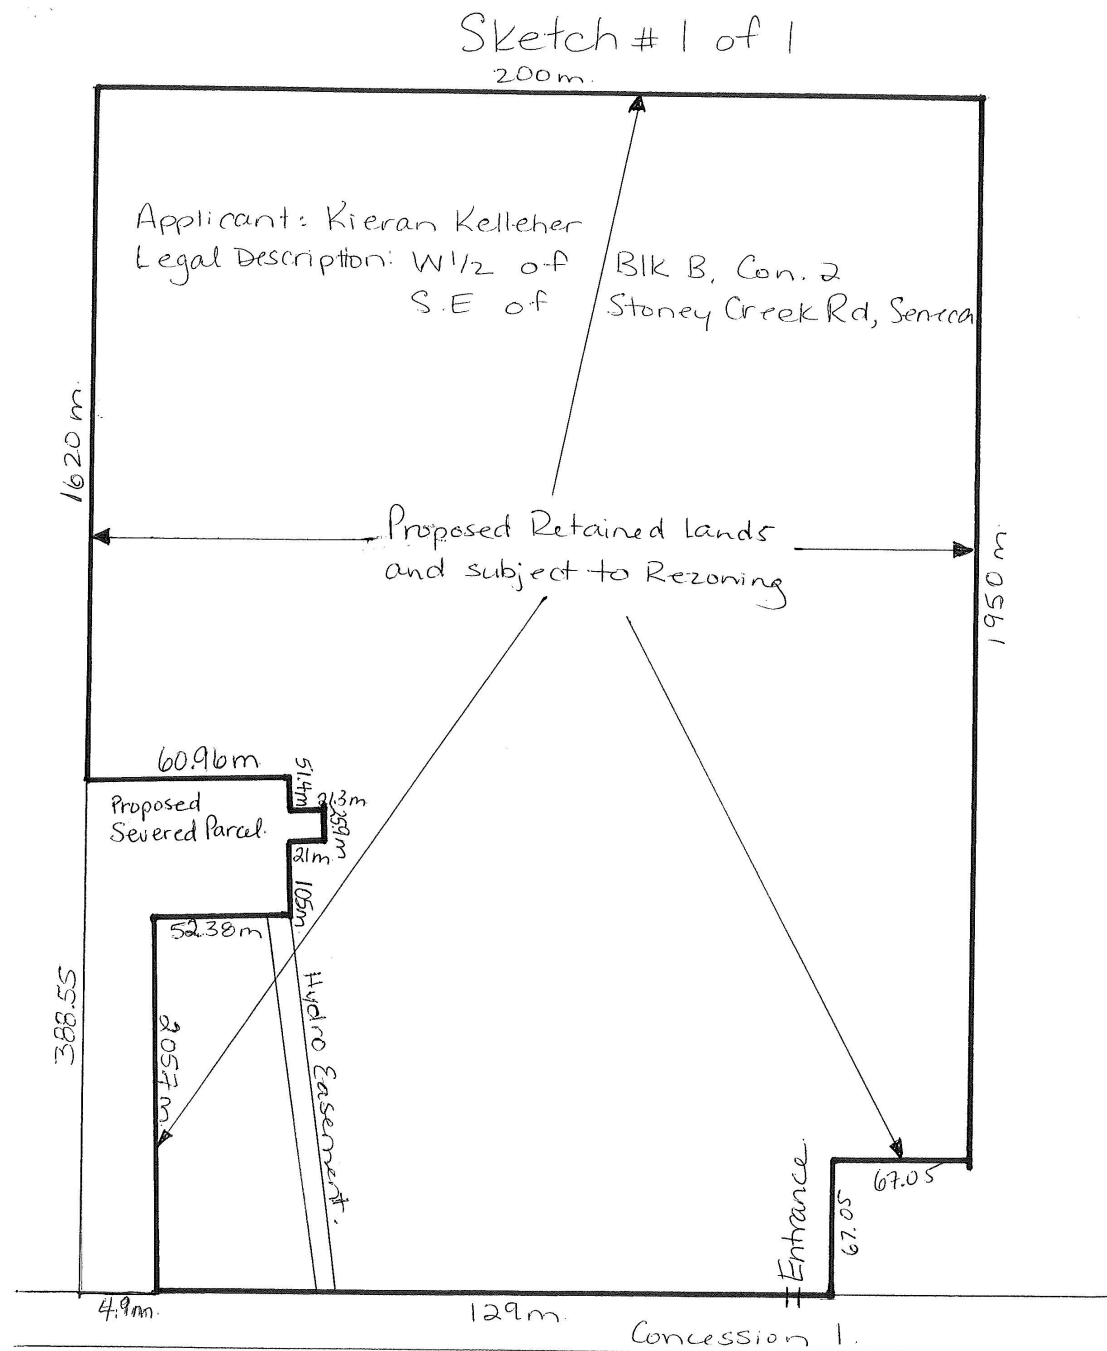 Sketch # 1 of 1
200m.
Applicant: Kieran Kelleher
Legal Description: W 1/2 of Blk B, Con. 2
S.E of Stoney Creek Rd, Seneca
1620 m.
Proposed Retained Lands
and subject to Rezoning
1950 m.
60.96m
51.4m
Proposed
Severed Parcel.
21.3m
25.9m
21m.
105m.
52.38m
388.55
205.7m.
Hydro Easement.
Entrance
67.05
67.05
4.9m.
129m.
Concession 1.